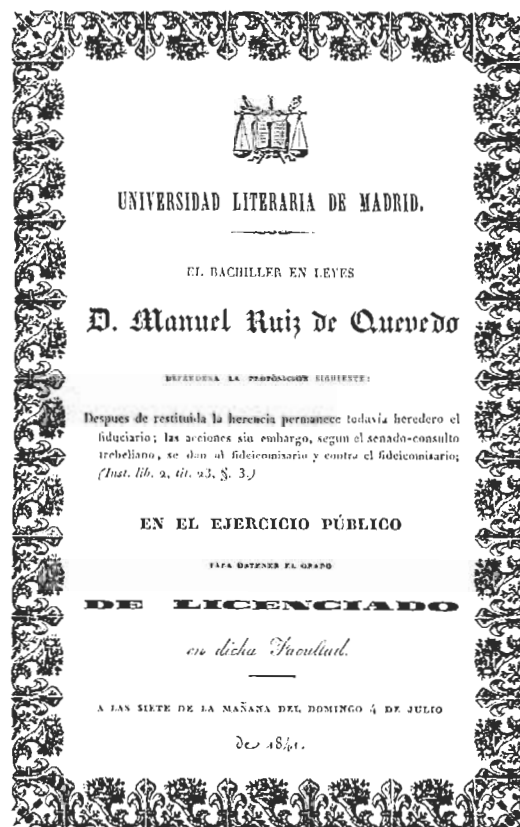 UNIVERSIDAD LITERARIA DE MADRID.
EL BACHILLER EN LEYES
D. Manuel Ruiz de Quevedo
DEFENDERA LA PROPOSICION SIGUIENTE:
Despues de restituida la herencia permanece todavia heredero el
fiduciario; las acciones sin embargo, segun el senado-consulto
trebeliano, se dan al fideicomisario y contra el fideicomisario;
(Inst. lib. 2, tit. 23, §. 3.)
EN EL EJERCICIO PÚBLICO
PARA OBTENER EL GRADO
DE LICENCIADO
en dicha Facultad.
A LAS SIETE DE LA MAÑANA DEL DOMINGO 4 DE JULIO
de 1841.